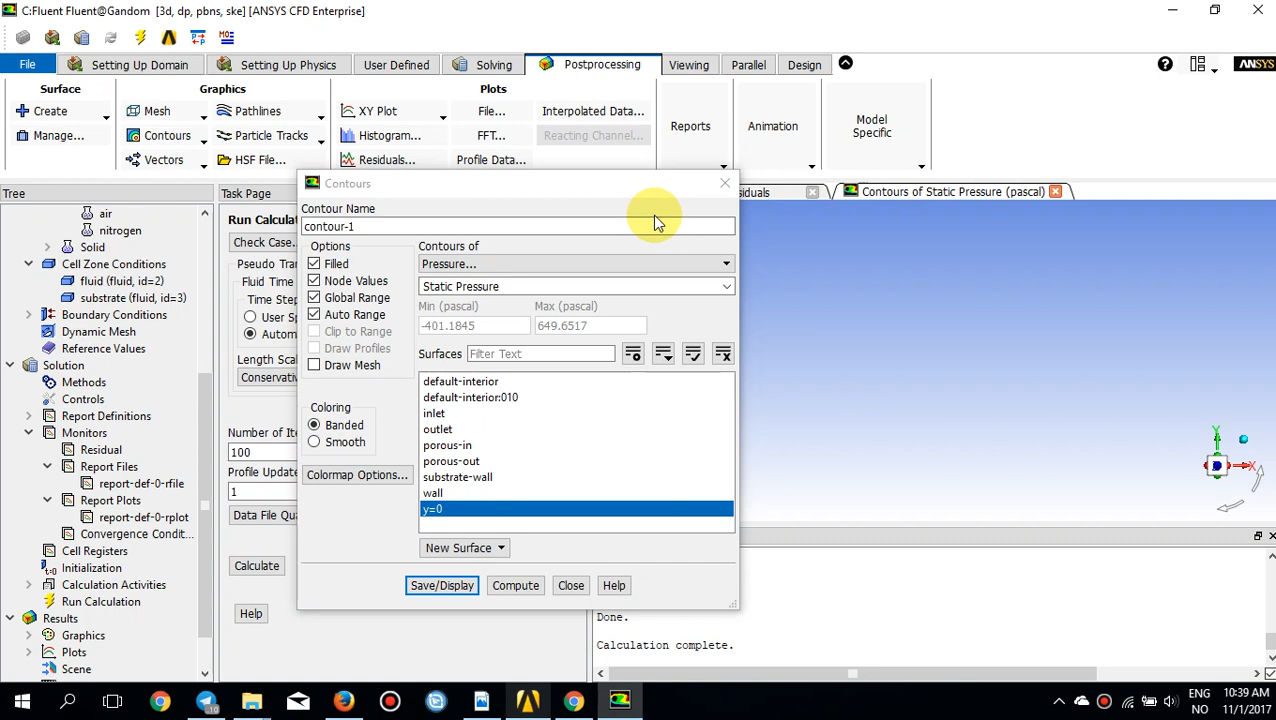 C:Fluent Fluent@Gandom [3d, dp, pbns, ske] [ANSYS CFD Enterprise]
File
Setting Up Domain
Setting Up Physics
User Defined
Solving
Postprocessing
Viewing
Parallel
Design
ANSYS
Surface
Graphics
Plots
Create
Mesh
Pathlines
XY Plot
File...
Interpolated Data...
Manage...
Contours
Particle Tracks
Histogram...
FFT...
Reacting Channel...
Reports
Animation
Model
Specific
Vectors
HSF File...
Residuals...
Profile Data...
Tree
air
nitrogen
Solid
Cell Zone Conditions
fluid (fluid, id=2)
substrate (fluid, id=3)
Boundary Conditions
Dynamic Mesh
Reference Values
Solution
Methods
Controls
Report Definitions
Monitors
Residual
Report Files
report-def-0-rfile
Report Plots
report-def-0-rplot
Convergence Condit...
Cell Registers
Initialization
Calculation Activities
Run Calculation
Results
Graphics
Plots
Scene
Task Page
Run Calcula
Check Case.
Pseudo Tran
Fluid Time
Time Step
User Sp
Autom
Length Scal
Conservati
Number of Ite
100
Profile Updat
1
Data File Qua
Calculate
Help
Contours
Contour Name
contour-1
Options
Filled
Node Values
Global Range
Auto Range
Clip to Range
Draw Profiles
Draw Mesh
Coloring
Banded
Smooth
Colormap Options...
Contours of
Pressure...
Static Pressure
Min (pascal)
Max (pascal)
-401.1845
649.6517
Surfaces
Filter Text
default-interior
default-interior:010
inlet
outlet
porous-in
porous-out
substrate-wall
wall
y=0
New Surface
Save/Display
Compute
Close
Help
siduals
Contours of Static Pressure (pascal)
Y
X
Done.
Calculation complete.
10
ENG
NO
10:39 AM
11/1/2017